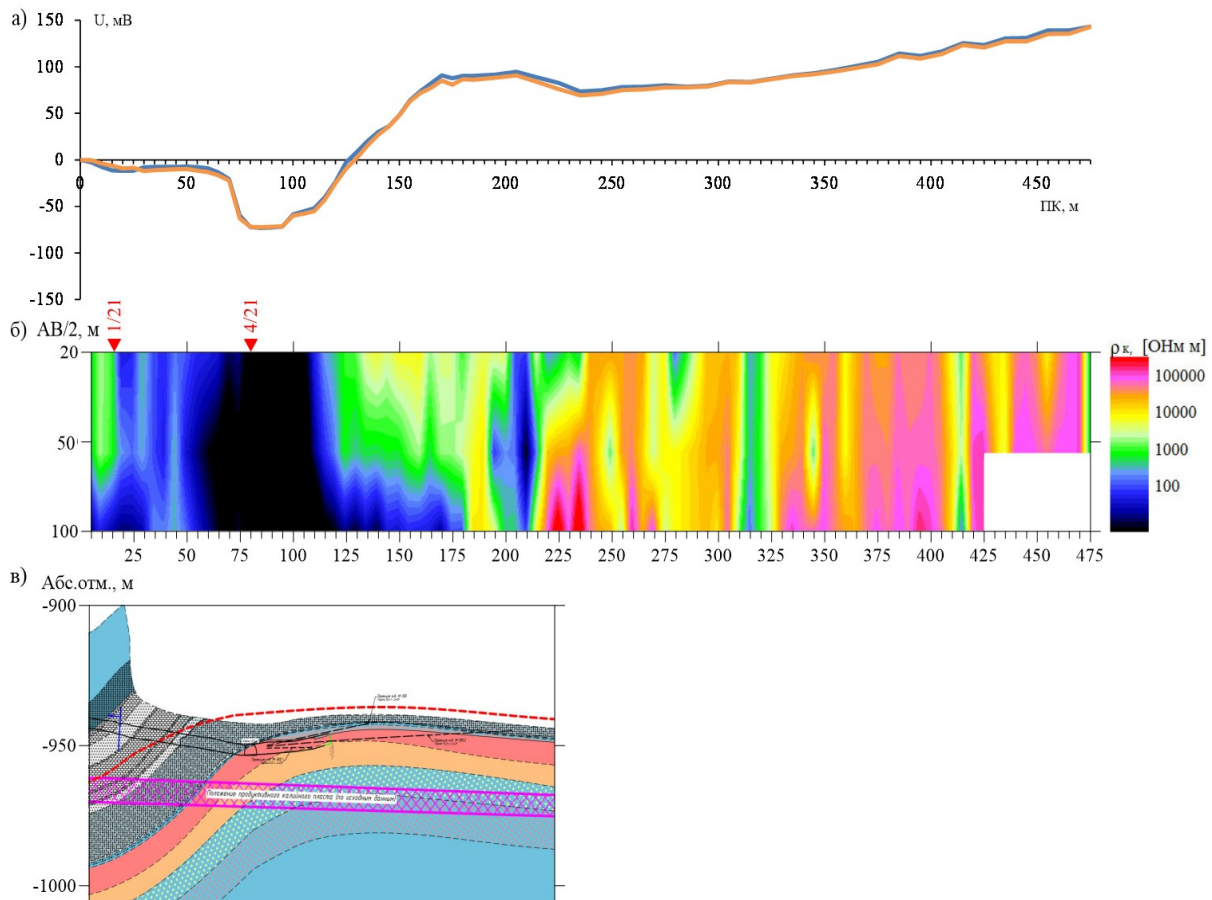 а)
U, мВ
150
100
50
0
-50
-100
-150
0 50 100 150 200 250 300 350 400 450
ПК, м
1/21
4/21
б) АВ/2, м
20
50
100
25 50 75 100 125 150 175 200 225 250 275 300 325 350 375 400 425 450 475
ρк, [OHм м]
100000
10000
1000
100
в) Абс.отм., м
-900
-950
-1000
Положение продуктивного калийного пласта (по исходным данным)